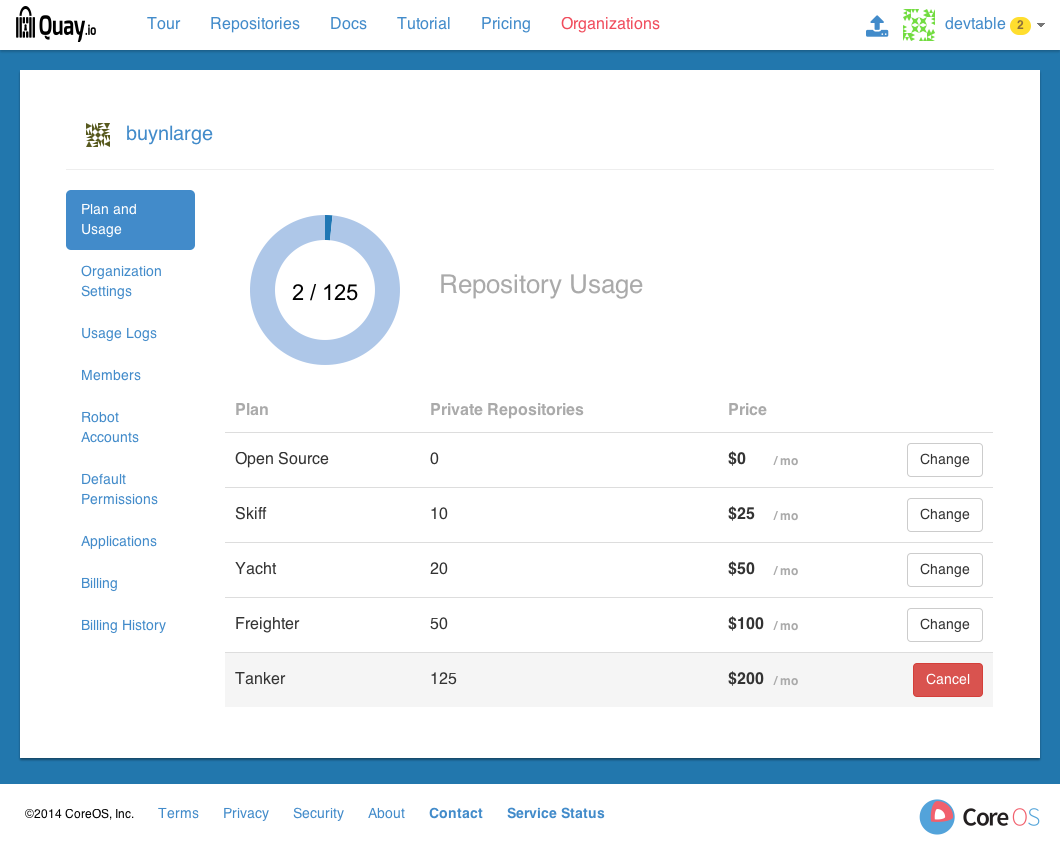 Quay.io Tour Repositories Docs Tutorial Pricing Organizations devtable 2
buynlarge
Plan and
Usage
Organization
Settings
Usage Logs
Members
Robot
Accounts
Default
Permissions
Applications
Billing
Billing History
2 / 125 Repository Usage
Plan Private Repositories Price
Open Source 0 $0 / mo Change
Skiff 10 $25 / mo Change
Yacht 20 $50 / mo Change
Freighter 50 $100 / mo Change
Tanker 125 $200 / mo Cancel
©2014 CoreOS, Inc. Terms Privacy Security About Contact Service Status CoreOS